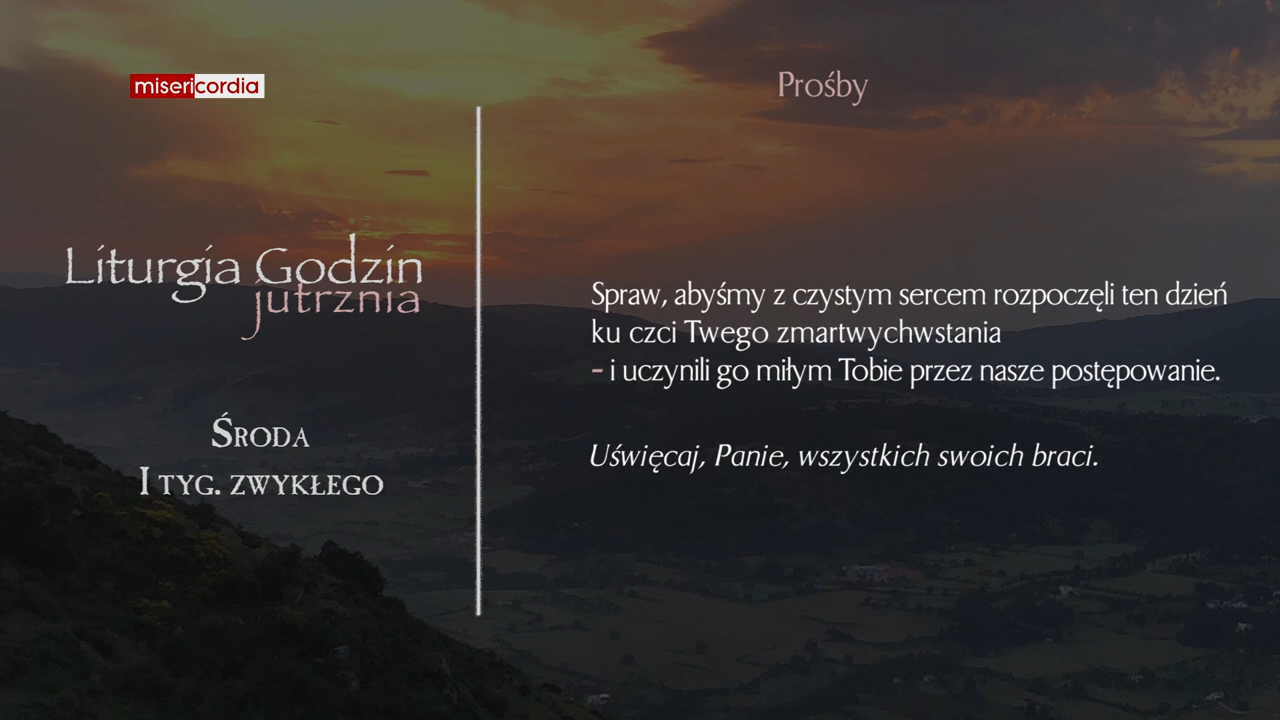 misericordia
Liturgia Godzin
jutrznia
Środa
I tyg. zwykłego
Prośby
Spraw, abyśmy z czystym sercem rozpoczęli ten dzień
ku czci Twego zmartwychwstania
- i uczynili go miłym Tobie przez nasze postępowanie.
Uświęcaj, Panie, wszystkich swoich braci.